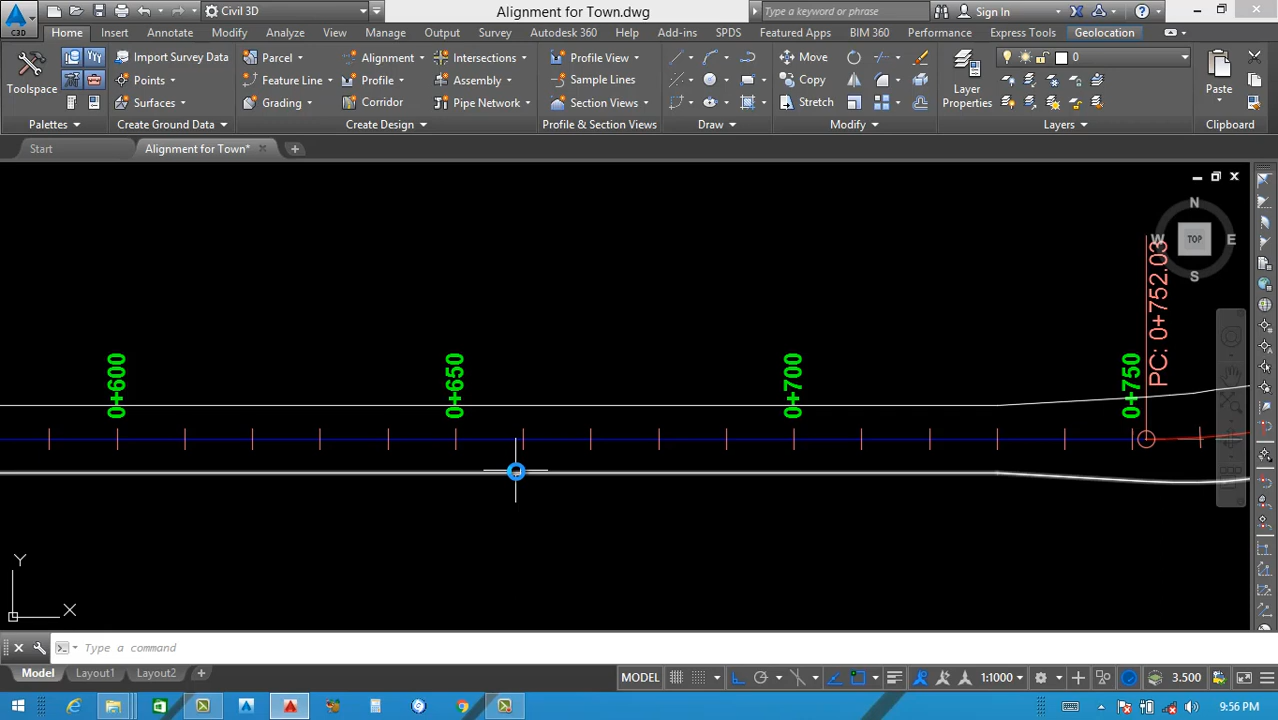 C3D
Civil 3D
Alignment for Town.dwg
Type a keyword or phrase
Sign In
Home Insert Annotate Modify Analyze View Manage Output Survey Autodesk 360 Help Add-ins SPDS Featured Apps BIM 360 Performance Express Tools Geolocation
Toolspace
Palettes
Import Survey Data
Points
Surfaces
Create Ground Data
Parcel
Feature Line
Grading
Alignment
Profile
Corridor
Intersections
Assembly
Pipe Network
Create Design
Profile View
Sample Lines
Section Views
Profile & Section Views
Draw
Move
Copy
Stretch
Modify
Layer
Properties
0
Layers
Paste
Clipboard
Start
Alignment for Town*
N
W
TOP
E
S
0+600
0+650
0+700
0+750
PC: 0+752.03
Y
X
Type a command
Model Layout1 Layout2
MODEL
1:1000
3.500
9:56 PM